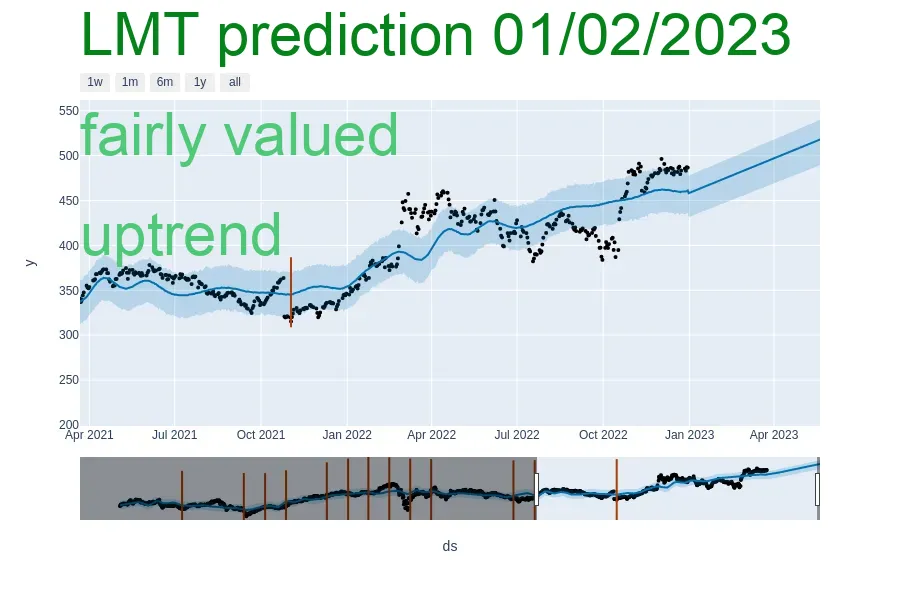 LMT prediction 01/02/2023
1w 1m 6m 1y all
550
fairly valued
500
450
uptrend
400
y
350
300
250
200
Apr 2021 Jul 2021 Oct 2021 Jan 2022 Apr 2022 Jul 2022 Oct 2022 Jan 2023 Apr 2023
ds